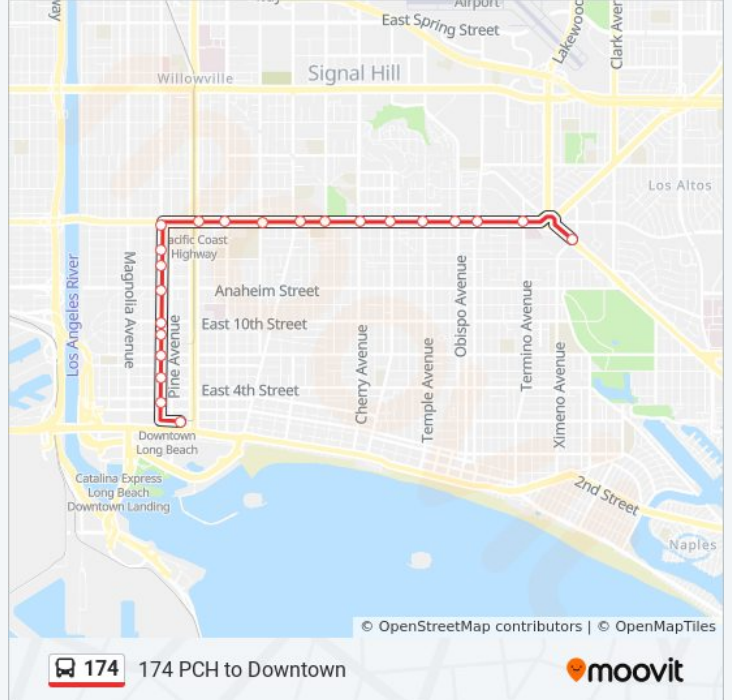 Airport
East Spring Street
Lakewood
Clark Aven
way
Willowville
Signal Hill
Los Altos
acific Coast
Highway
Magnolia Avenue
Los Angeles River
Anaheim Street
East 10th Street
Pine Avenue
East 4th Street
Cherry Avenue
Temple Avenue
Obispo Avenue
Termino Avenue
Ximeno Avenue
Downtown
Long Beach
Catalina Express
Long Beach
Downtown Landing
2nd Street
Naples
© OpenStreetMap contributors | © OpenMapTiles
174
174 PCH to Downtown
moovit